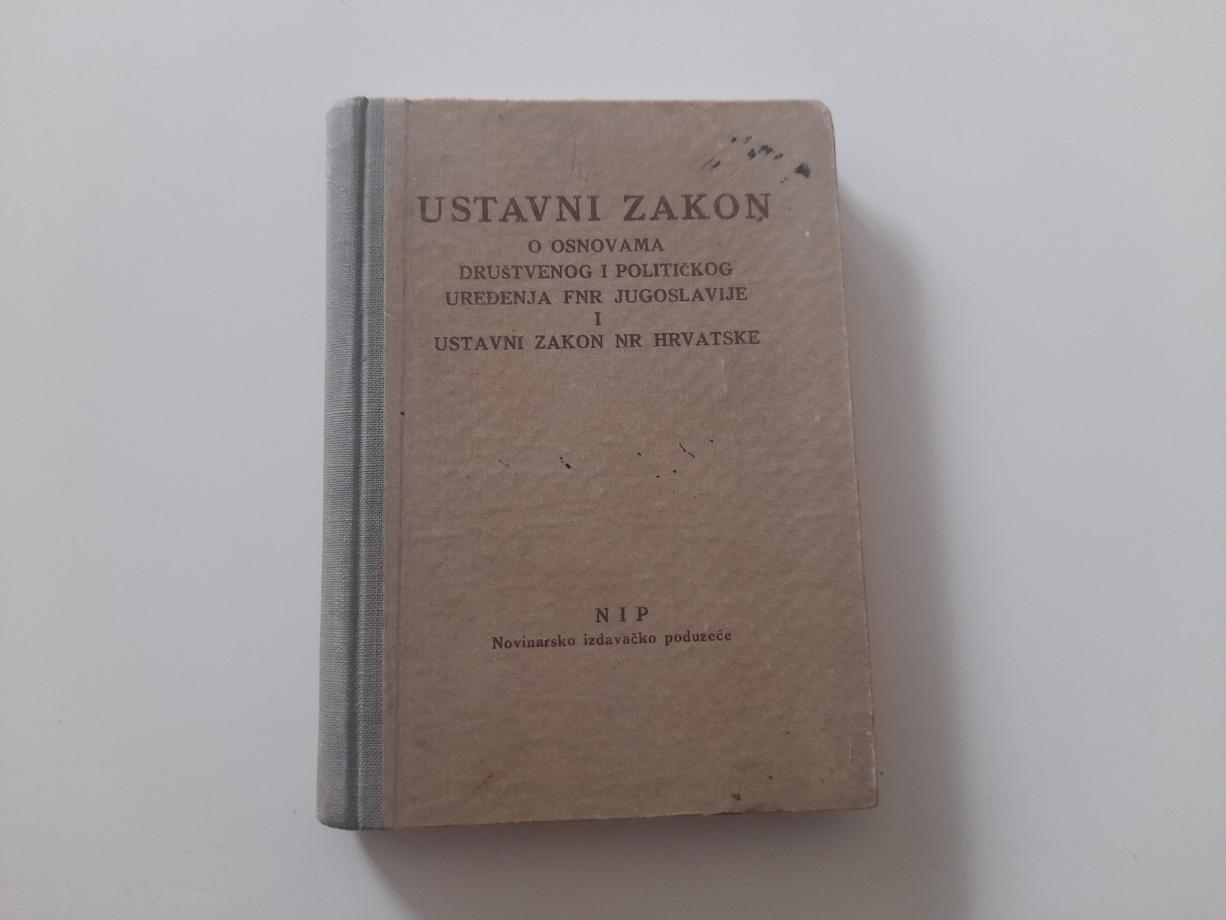 USTAVNI ZAKON
O OSNOVAMA
DRUŠTVENOG I POLITIČKOG
UREĐENJA FNR JUGOSLAVIJE
I
USTAVNI ZAKON NR HRVATSKE
NIP
Novinarsko izdavačko poduzeće